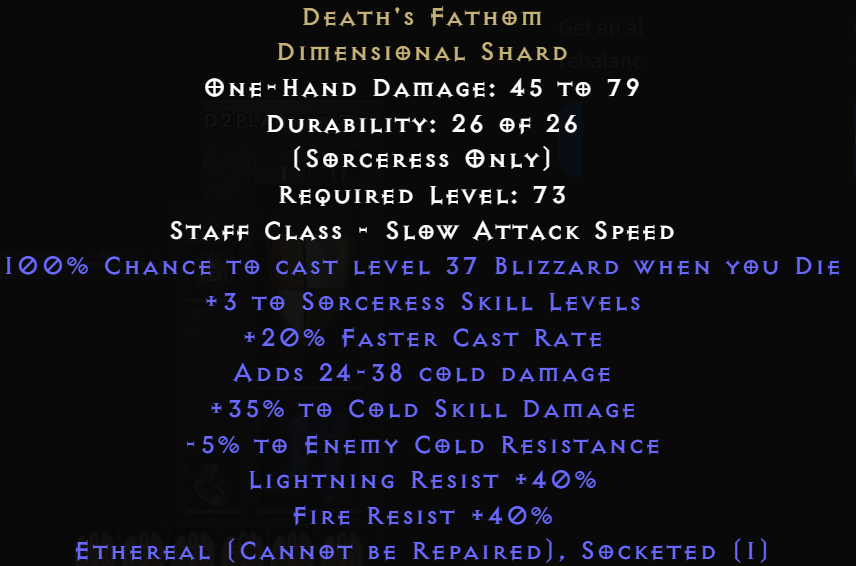 Death's Fathom
Dimensional Shard
One-Hand Damage: 45 to 79
Durability: 26 of 26
(Sorceress Only)
Required Level: 73
Staff Class - Slow Attack Speed
100% Chance to cast level 37 Blizzard when you Die
+3 to Sorceress Skill Levels
+20% Faster Cast Rate
Adds 24-38 cold damage
+35% to Cold Skill Damage
-5% to Enemy Cold Resistance
Lightning Resist +40%
Fire Resist +40%
Ethereal (Cannot be Repaired), Socketed (1)